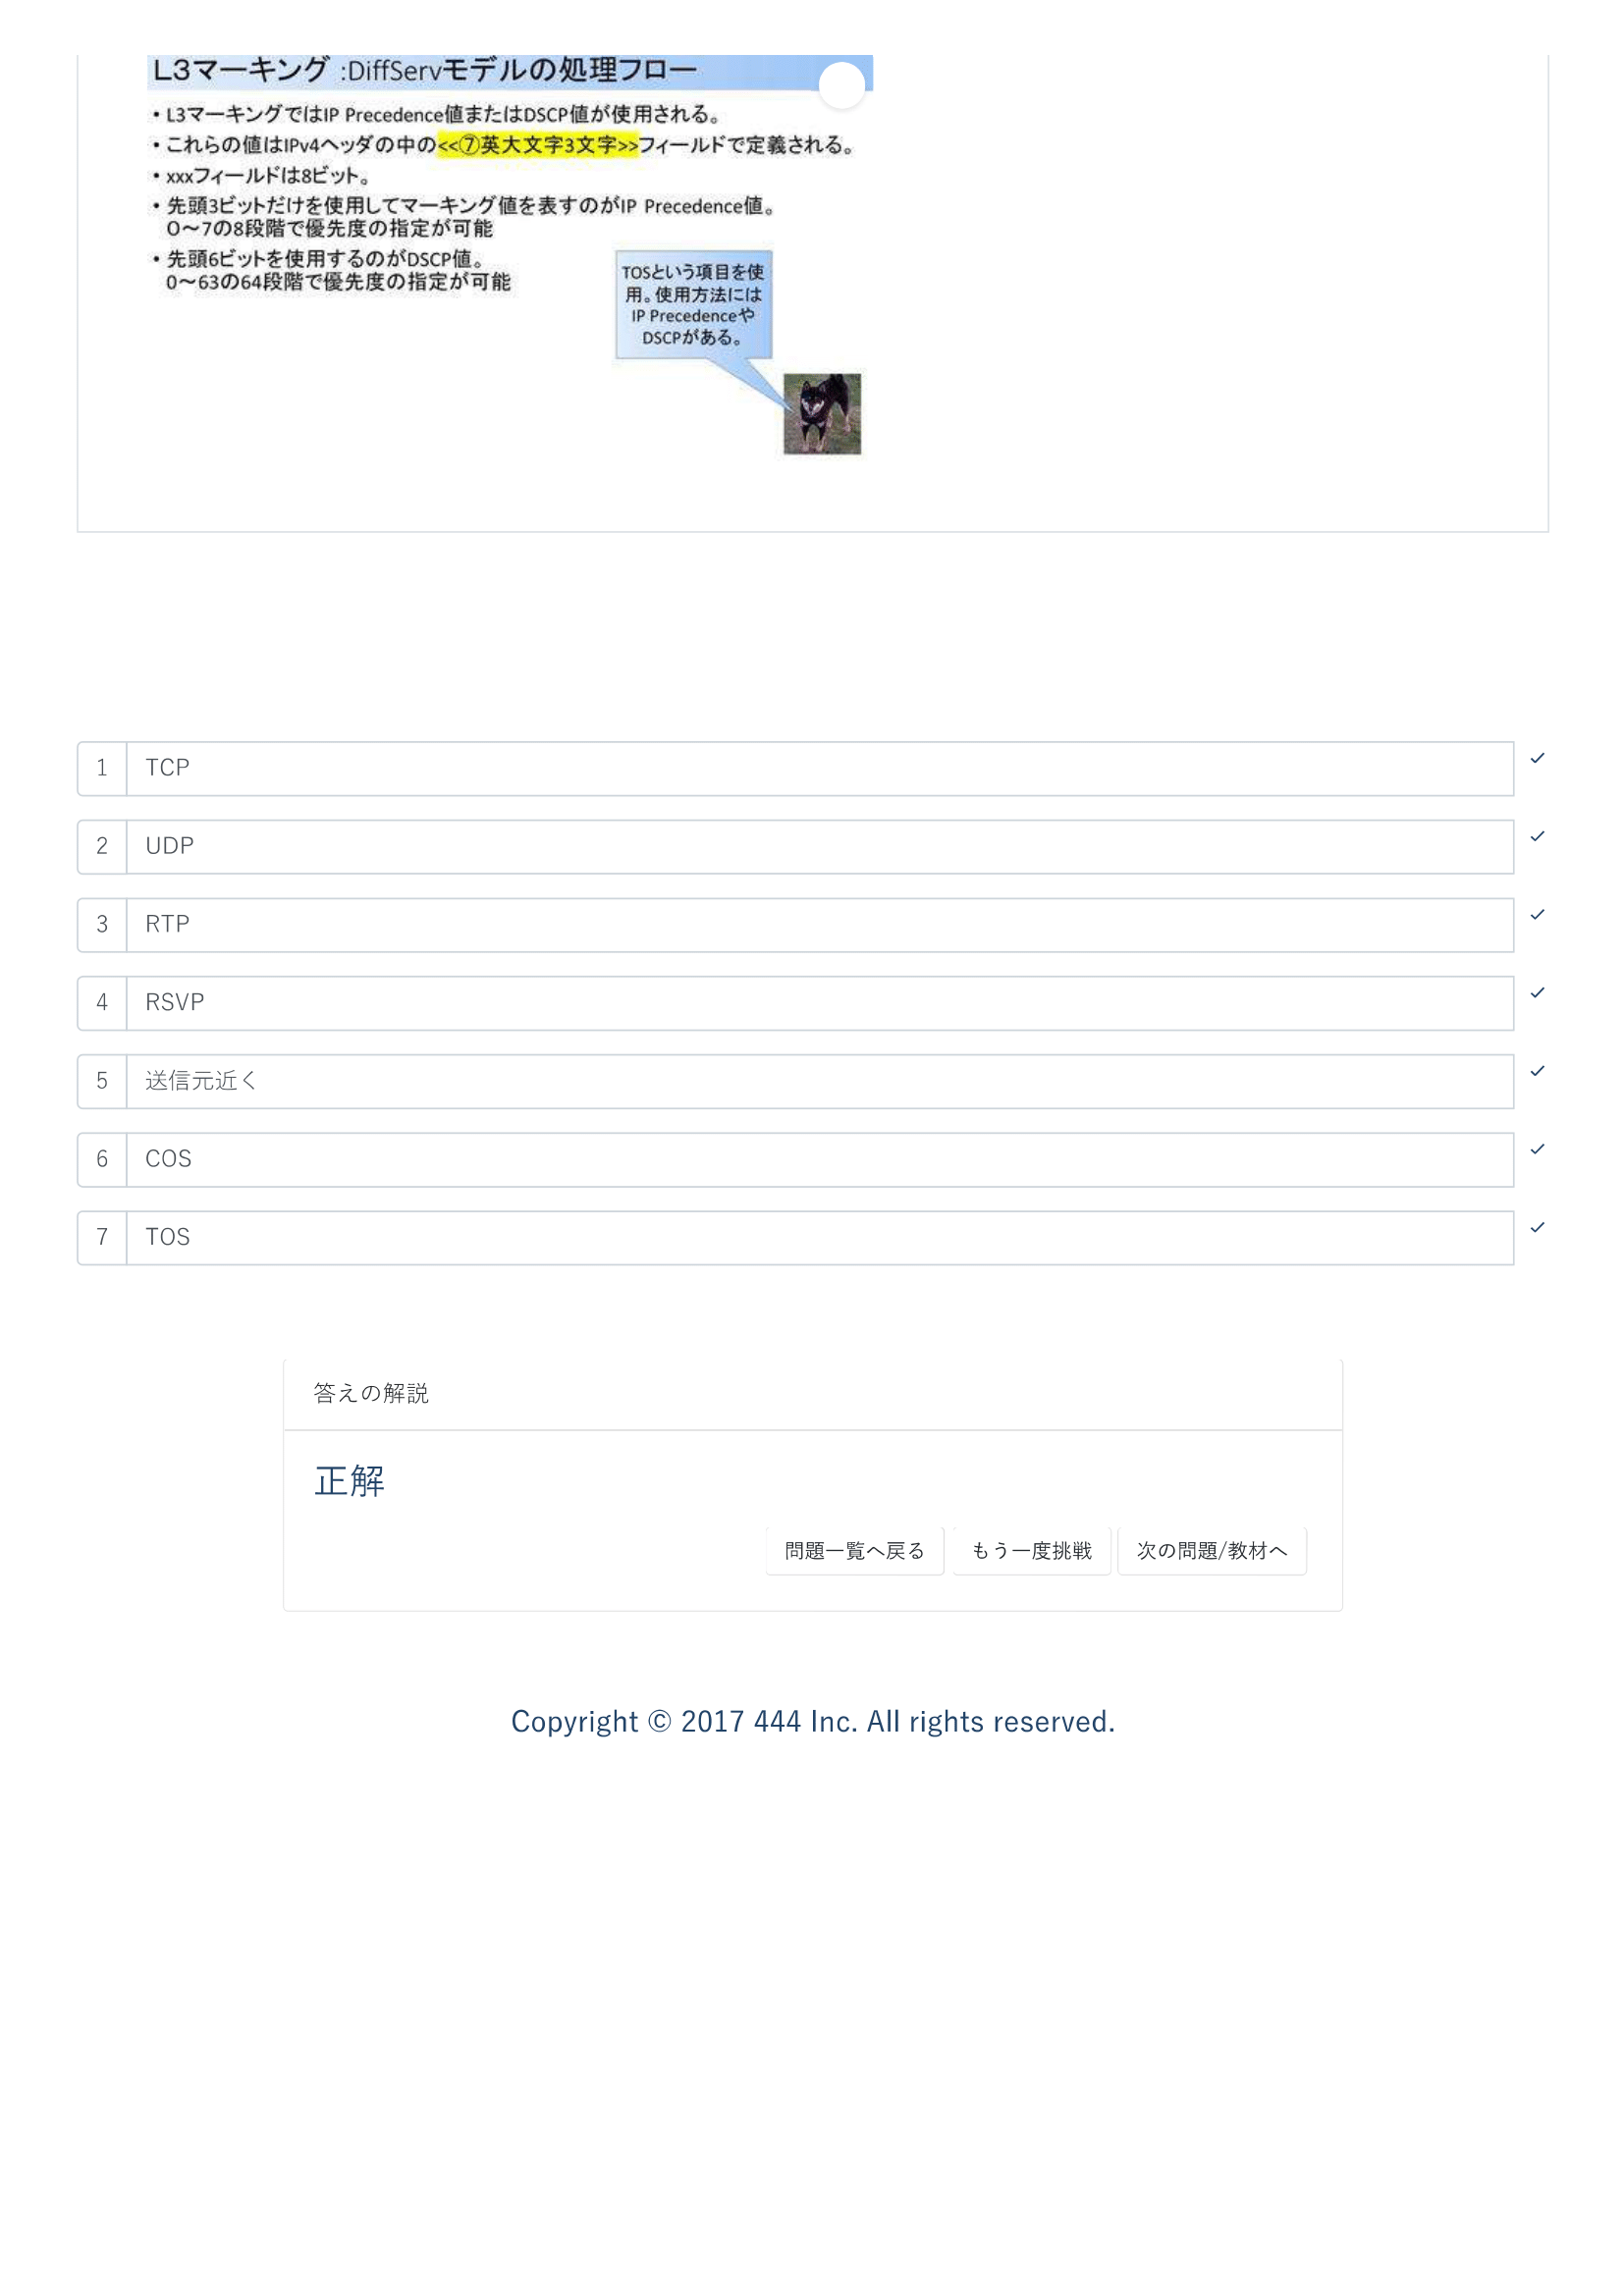 L3マーキング :DiffServモデルの処理フロー
・L3マーキングではIP Precedence値またはDSCP値が使用される。
・これらの値はIPv4ヘッダの中の<<⑦英大文字3文字>>フィールドで定義される。
・xxxフィールドは8ビット。
・先頭3ビットだけを使用してマーキング値を表すのがIP Precedence値。
0～7の8段階で優先度の指定が可能
・先頭6ビットを使用するのがDSCP値。
0～63の64段階で優先度の指定が可能
TOSという項目を使
用。使用方法には
IP Precedenceや
DSCPがある。
1 TCP
2 UDP
3 RTP
4 RSVP
5 送信元近く
6 COS
7 TOS
答えの解説
正解
問題一覧へ戻る もう一度挑戦 次の問題/教材へ
Copyright © 2017 444 Inc. All rights reserved.